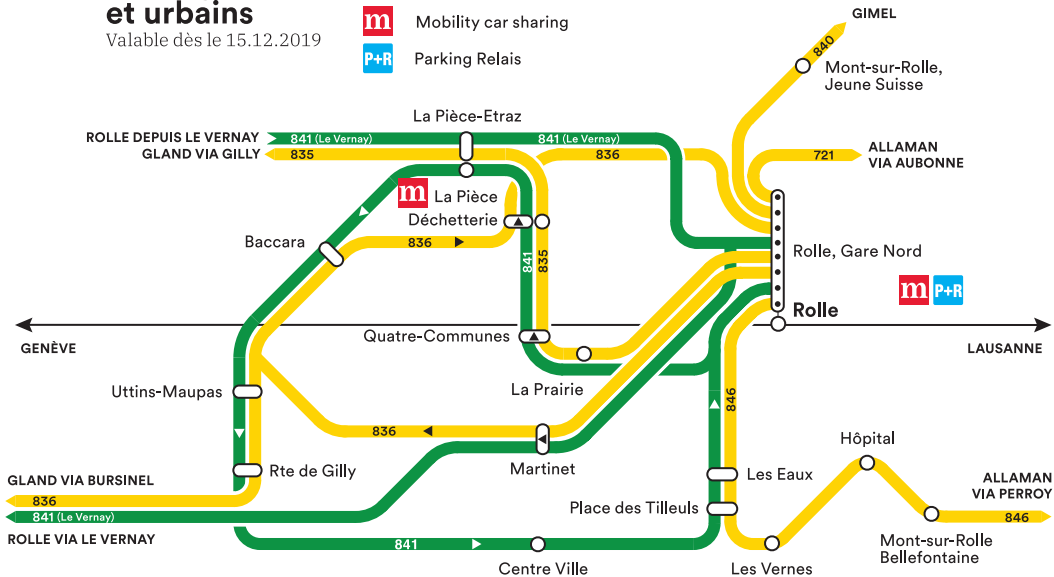 et urbains
Valable dès le 15.12.2019
m Mobility car sharing
P+R Parking Relais
GIMEL
840
Mont-sur-Rolle,
Jeune Suisse
La Pièce-Etraz
ROLLE DEPUIS LE VERNAY
841 (Le Vernay)
841 (Le Vernay)
GLAND VIA GILLY
835
836
721
ALLAMAN
VIA AUBONNE
m La Pièce
Déchetterie
Baccara
836
841
835
Rolle, Gare Nord
m P+R
Rolle
GENÈVE
LAUSANNE
Quatre-Communes
La Prairie
Uttins-Maupas
836
846
Martinet
Rte de Gilly
Hôpital
Les Eaux
GLAND VIA BURSINEL
836
841 (Le Vernay)
ROLLE VIA LE VERNAY
Place des Tilleuls
ALLAMAN
VIA PERROY
846
841
Centre Ville
Les Vernes
Mont-sur-Rolle
Bellefontaine